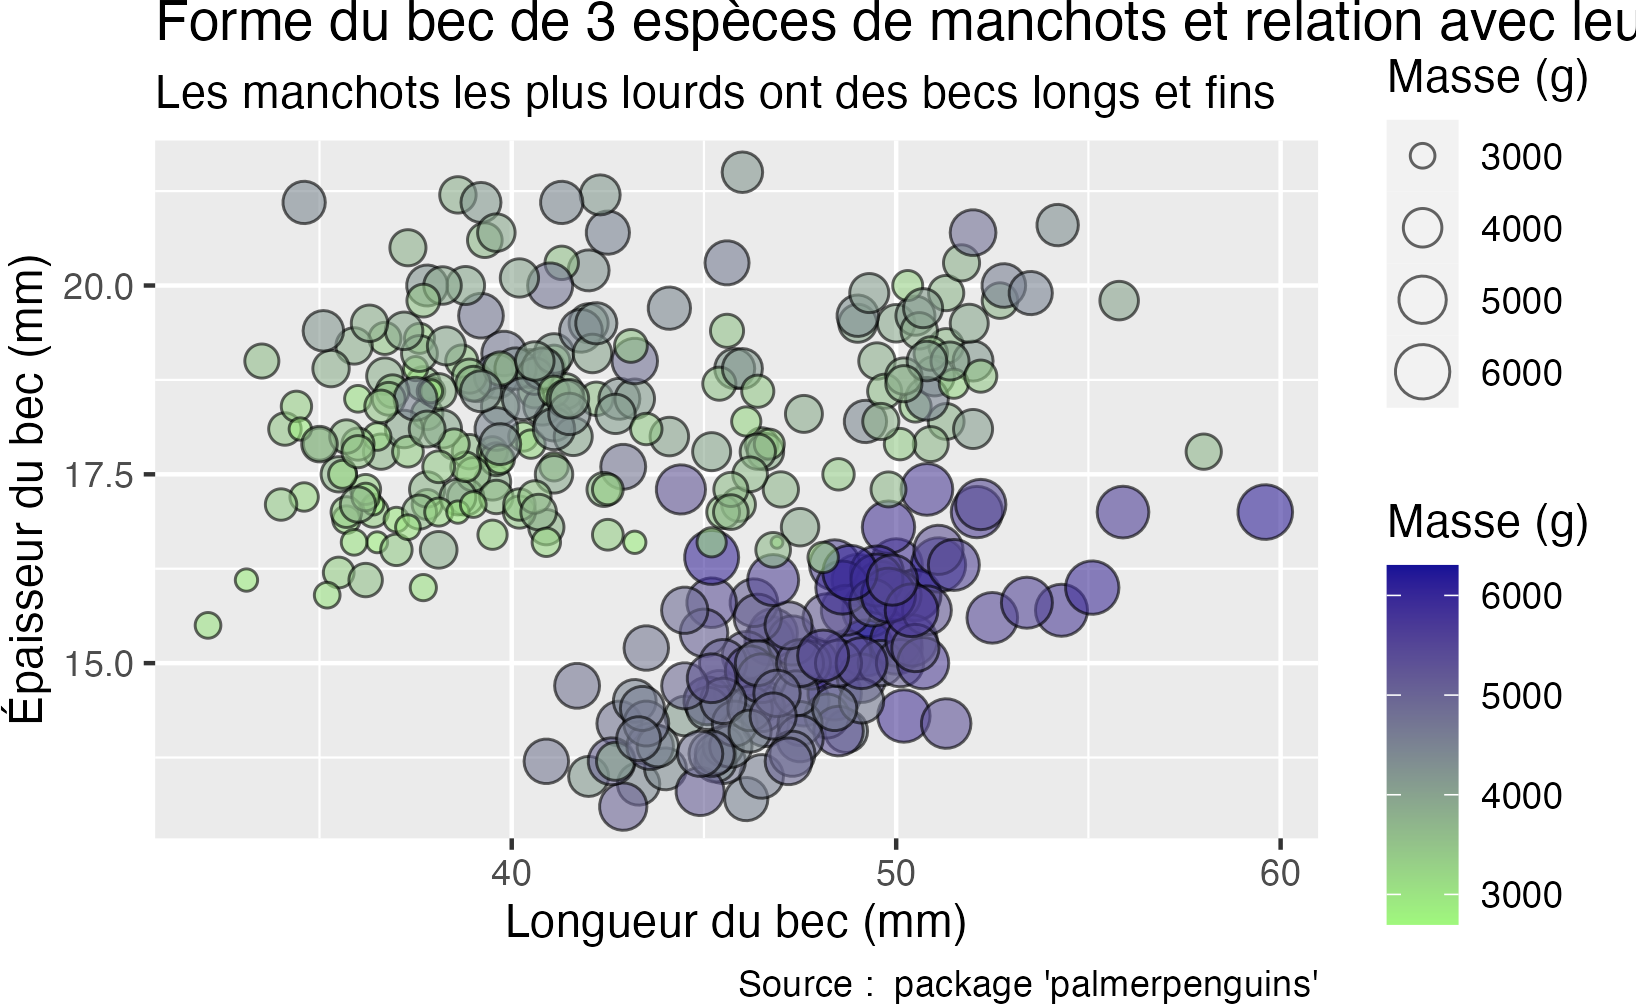 Forme du bec de 3 espèces de manchots et relation avec leu
Les manchots les plus lourds ont des becs longs et fins
Masse (g)
3000
4000
5000
6000
Masse (g)
6000
5000
4000
3000
Épaisseur du bec (mm)
20.0
17.5
15.0
40
50
60
Longueur du bec (mm)
Source : package 'palmerpenguins'